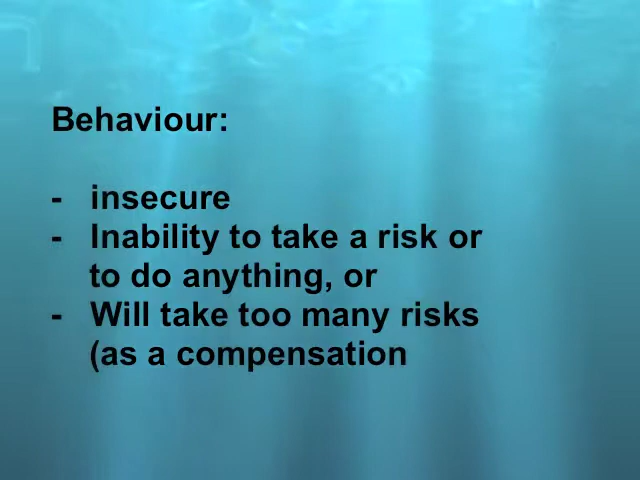 Behaviour:
- insecure
- Inability to take a risk or
to do anything, or
- Will take too many risks
(as a compensation